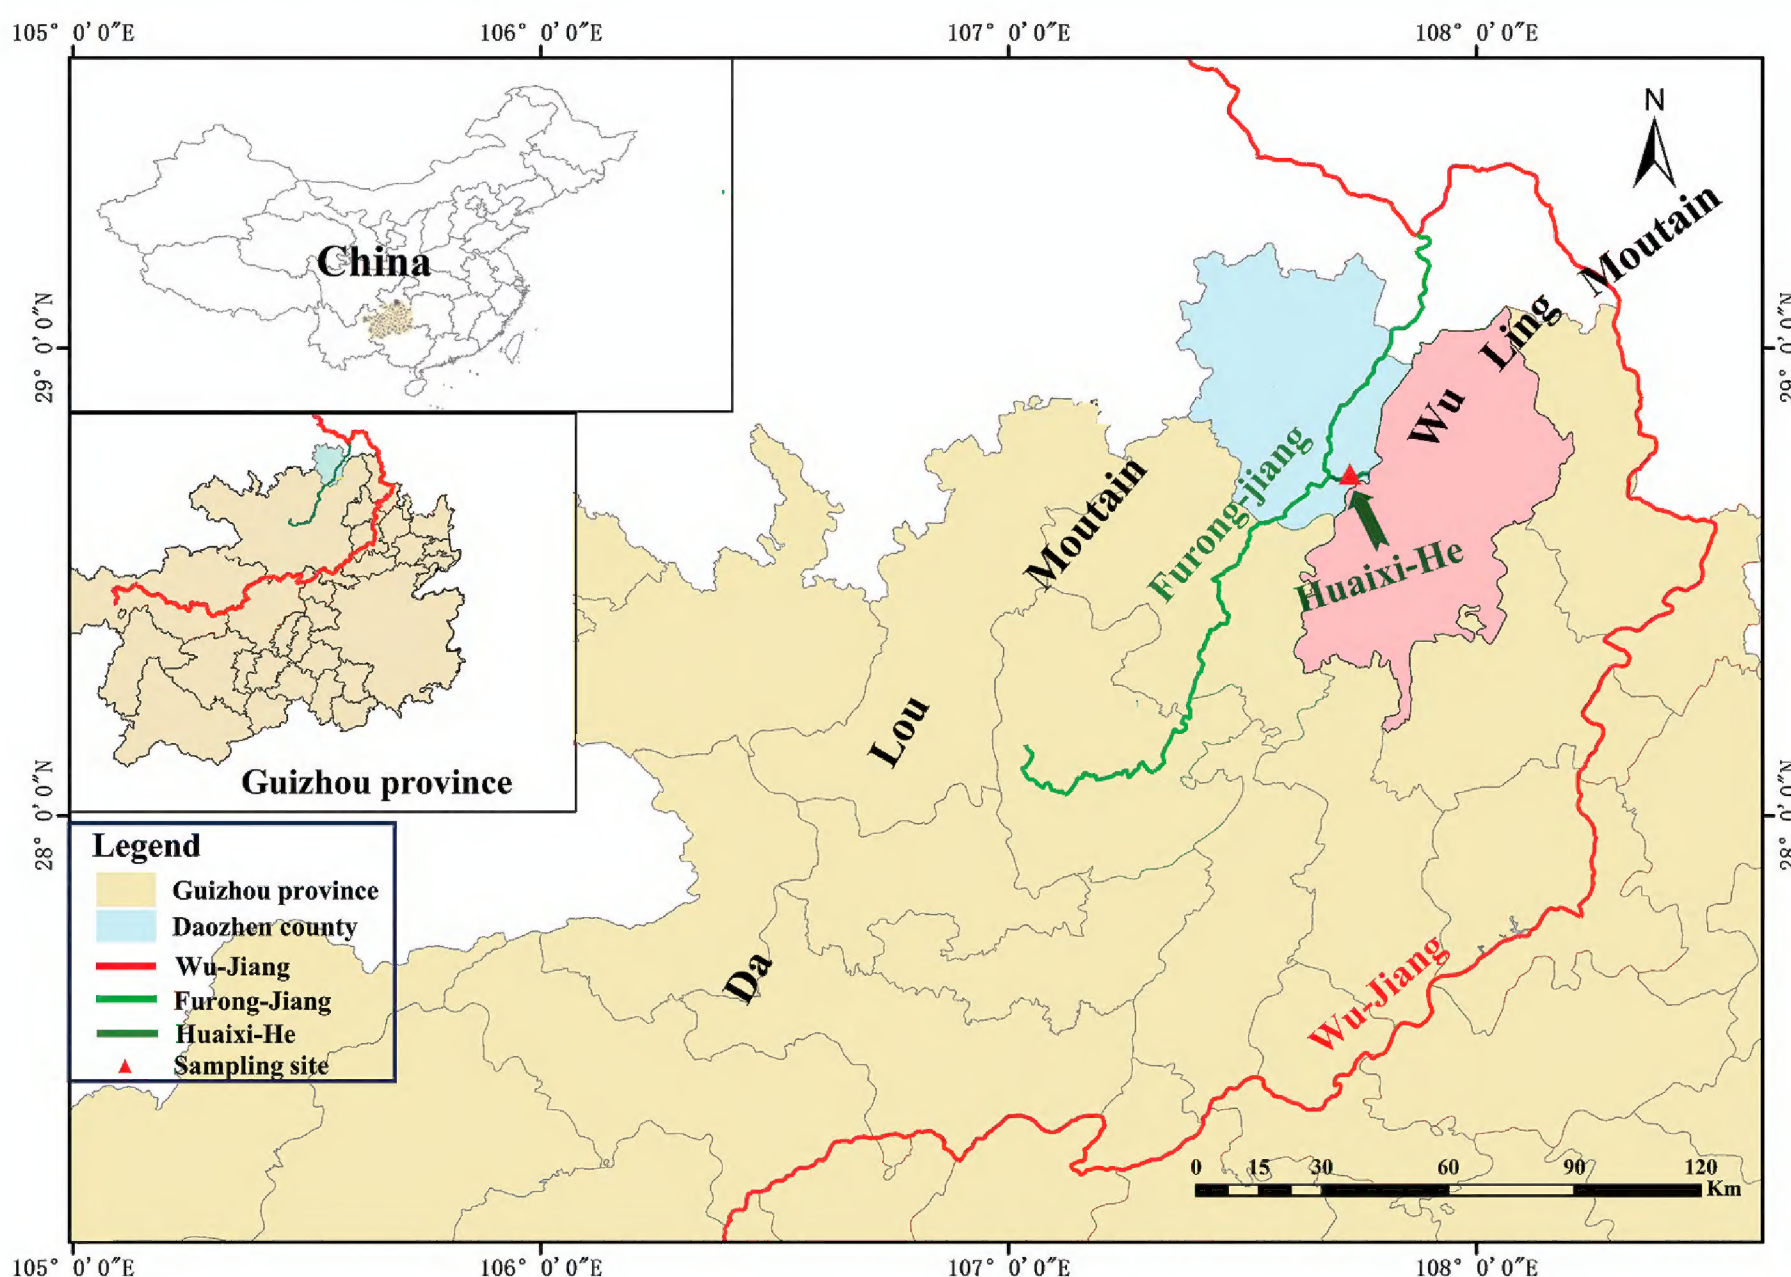 105° 0′ 0″E
106° 0′ 0″E
107° 0′ 0″E
108° 0′ 0″E
N
China
29° 0′ 0″N
29° 0′ 0″N
Moutain
Ling
Wu
Moutain
Furong-jiang
Huaixi-He
Lou
Da
Wu-Jiang
Guizhou province
28° 0′ 0″N
28° 0′ 0″N
Legend
Guizhou province
Daozhen county
Wu-Jiang
Furong-Jiang
Huaixi-He
Sampling site
0 15 30 60 90 120
Km
105° 0′ 0″E
106° 0′ 0″E
107° 0′ 0″E
108° 0′ 0″E